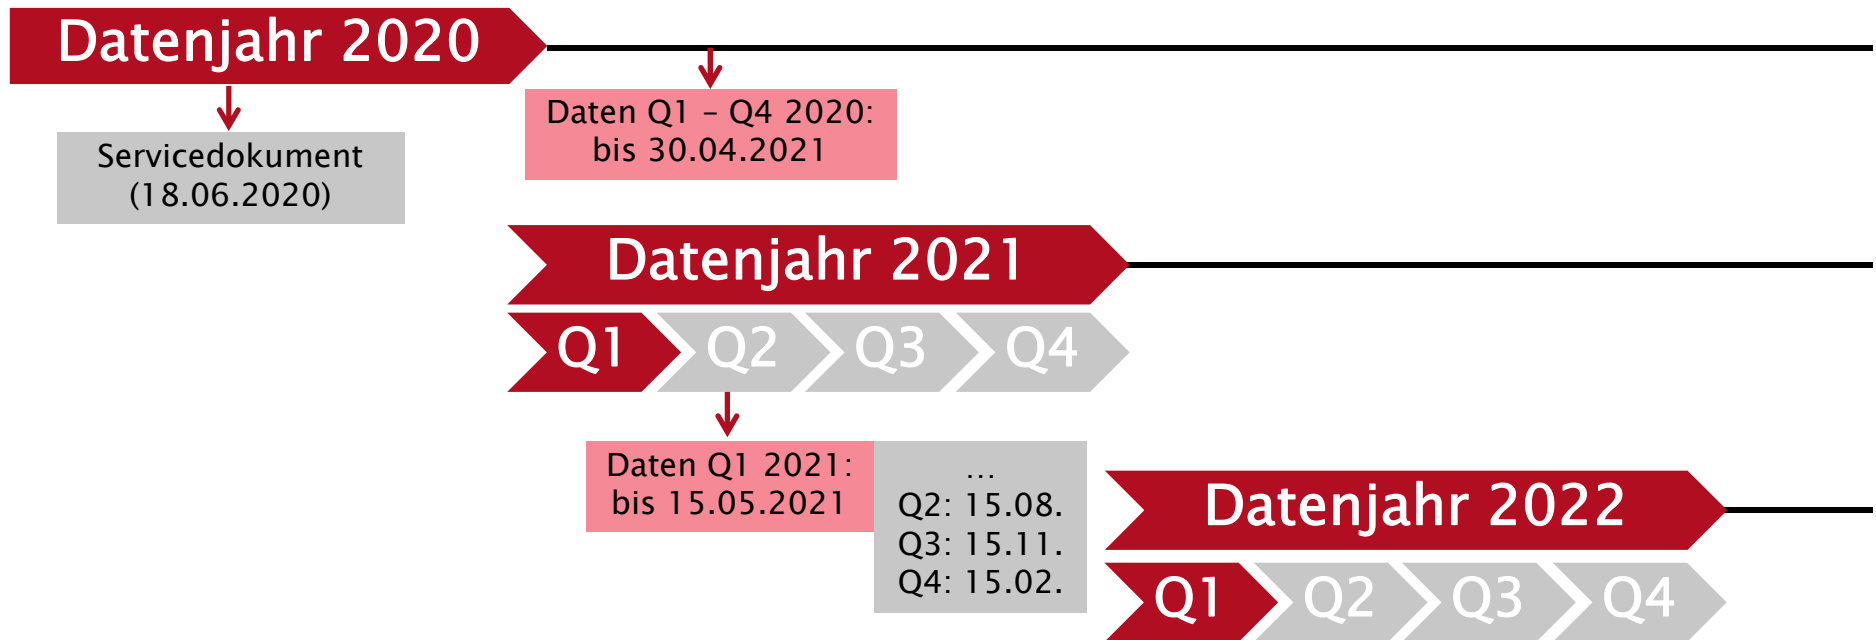 Datenjahr 2020
Daten Q1 – Q4 2020:
bis 30.04.2021
Servicedokument
(18.06.2020)
Datenjahr 2021
Q1 Q2 Q3 Q4
Daten Q1 2021:
bis 15.05.2021
...
Q2: 15.08.
Q3: 15.11.
Q4: 15.02.
Datenjahr 2022
Q1 Q2 Q3 Q4